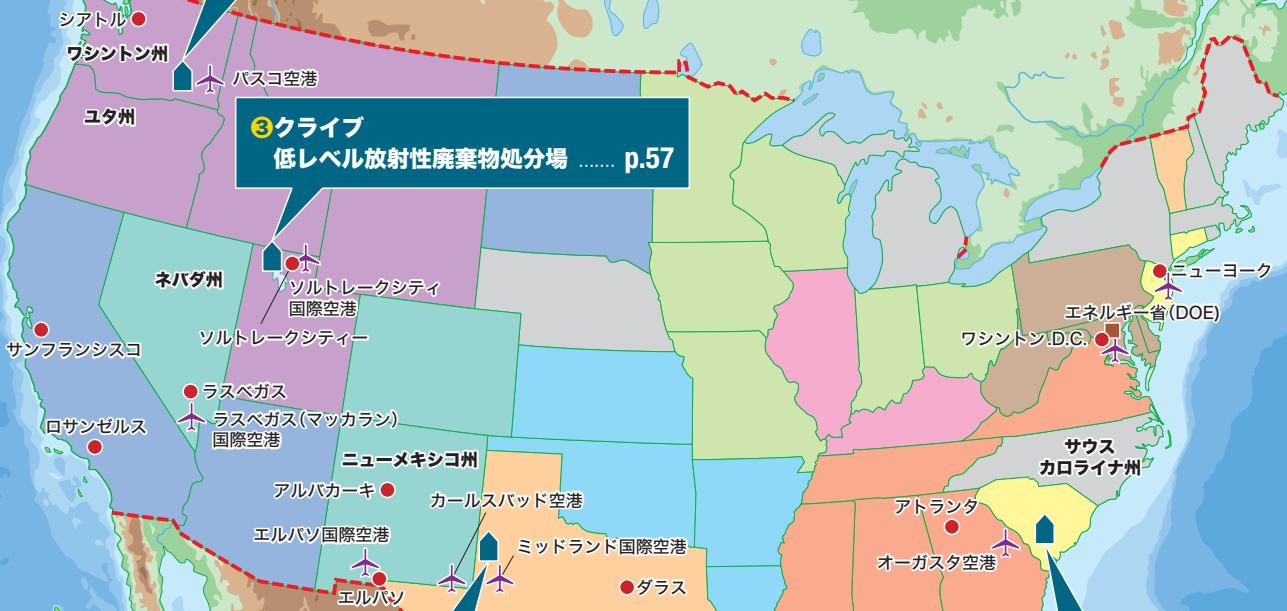 シアトル
ワシントン州
パスコ空港
ユタ州
❸クライブ
低レベル放射性廃棄物処分場 ....... p.57
ネバダ州
ソルトレークシティ
国際空港
ソルトレークシティー
サンフランシスコ
ラスベガス
ラスベガス(マッカラン)
国際空港
ロサンゼルス
ニューメキシコ州
アルバカーキ
カールスバッド空港
エルパソ国際空港
ミッドランド国際空港
エルパソ
ダラス
ニューヨーク
エネルギー省(DOE)
ワシントン.D.C.
サウス
カロライナ州
アトランタ
オーガスタ空港